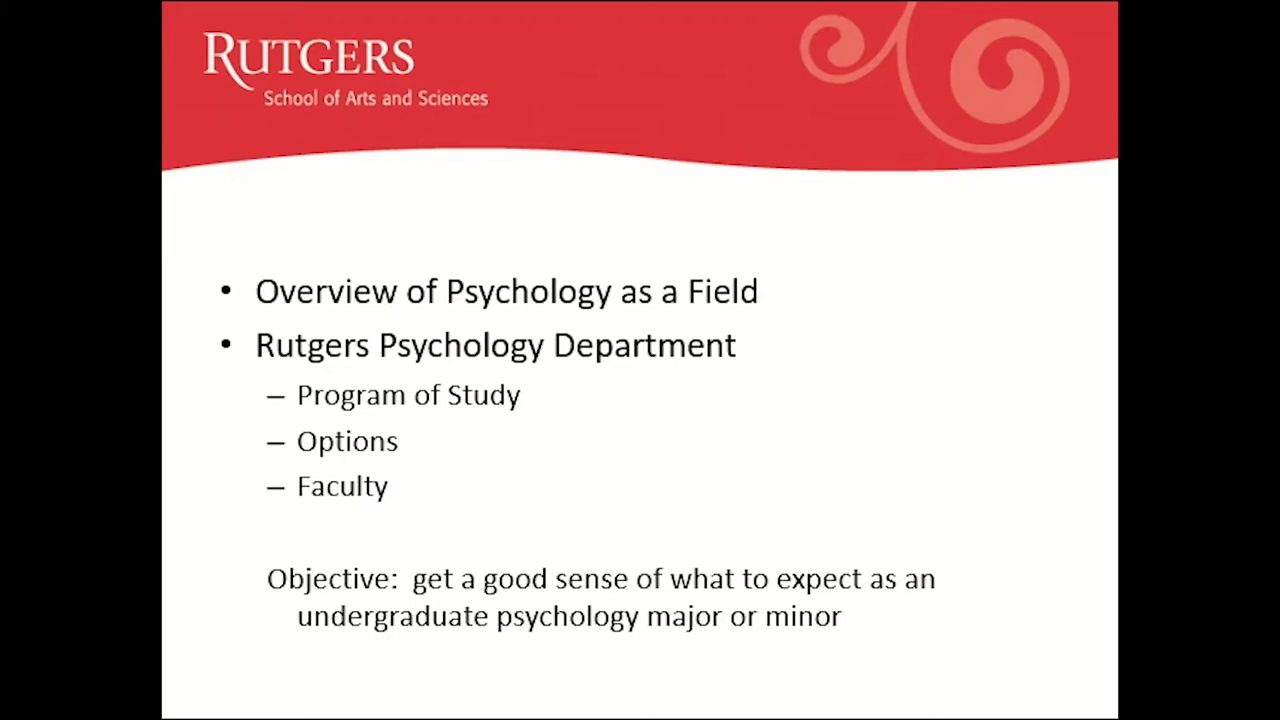 RUTGERS
School of Arts and Sciences
• Overview of Psychology as a Field
• Rutgers Psychology Department
– Program of Study
– Options
– Faculty
Objective:  get a good sense of what to expect as an
undergraduate psychology major or minor